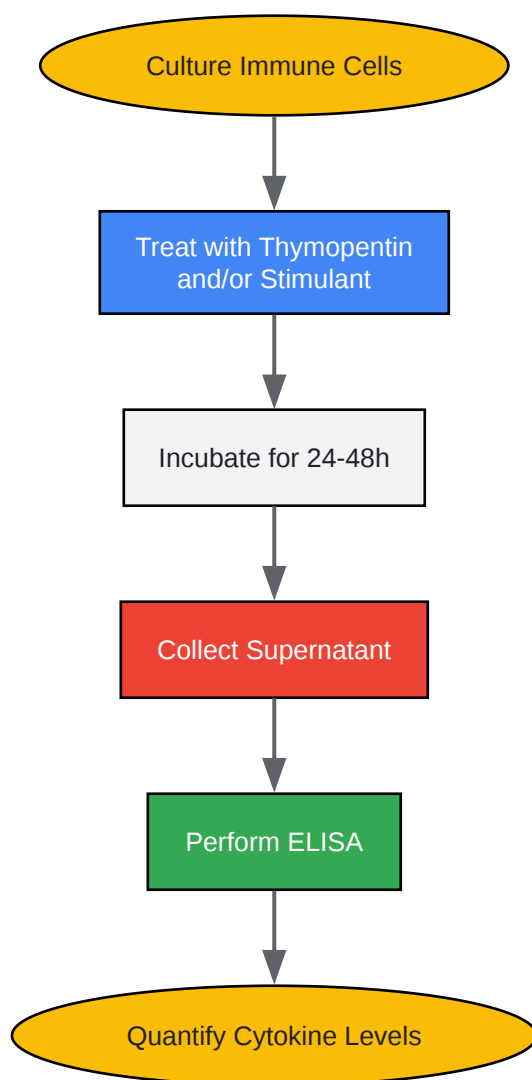 Culture Immune Cells
Treat with Thymopentin
and/or Stimulant
Incubate for 24-48h
Collect Supernatant
Perform ELISA
Quantify Cytokine Levels